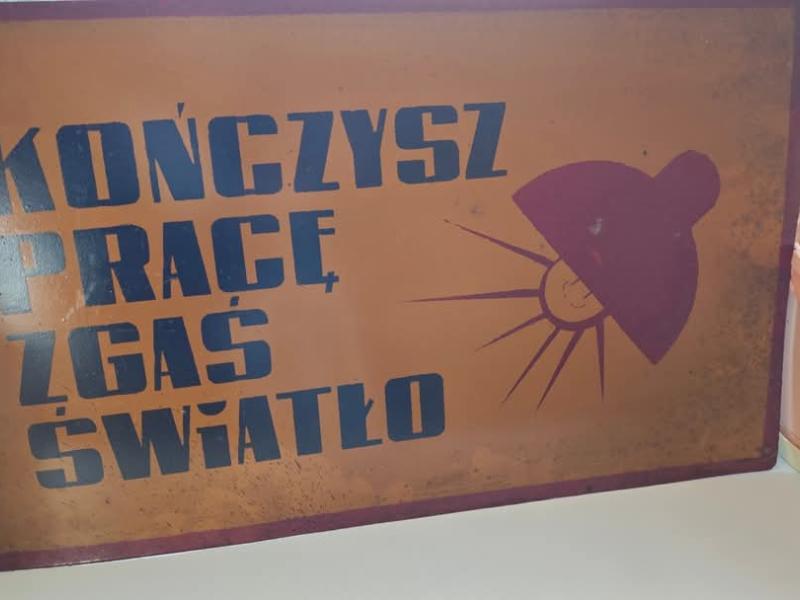 KOŃCZYSZ
PRACĘ
ZGAŚ
ŚWiATŁO